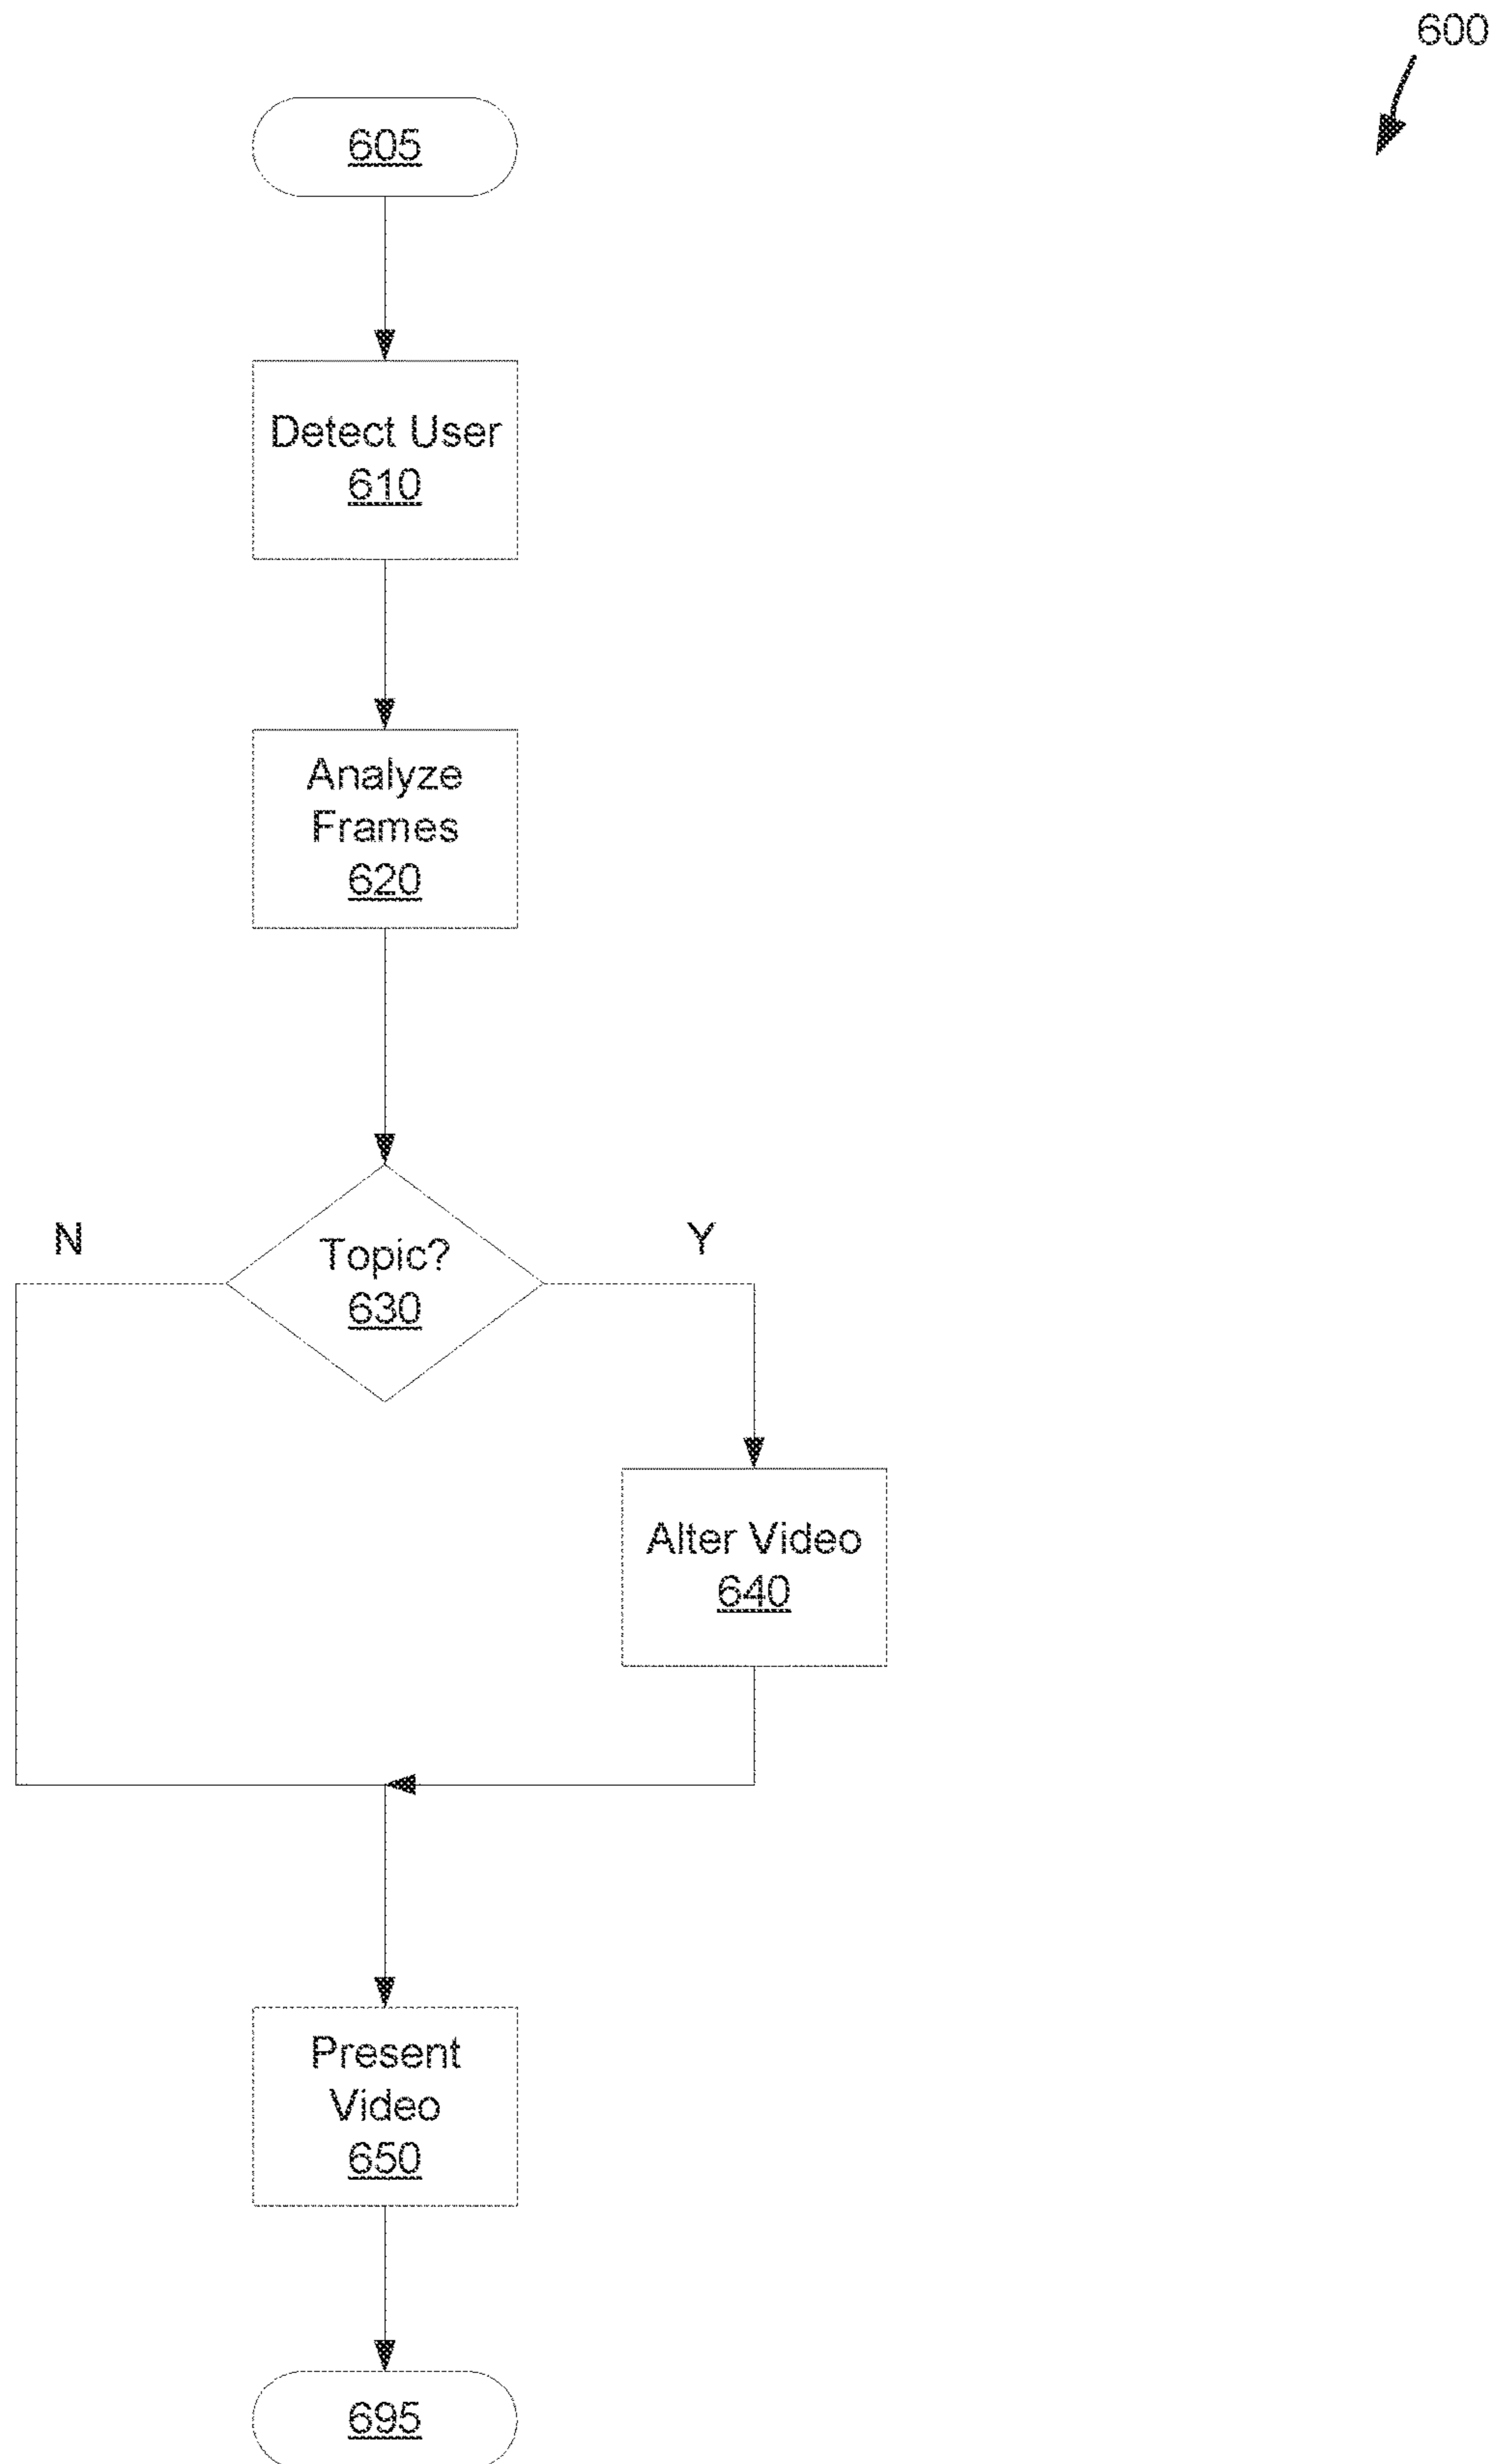 600
605
Detect User
610
Analyze
Frames
620
N
Y
Topic?
630
Alter Video
640
Present
Video
650
695